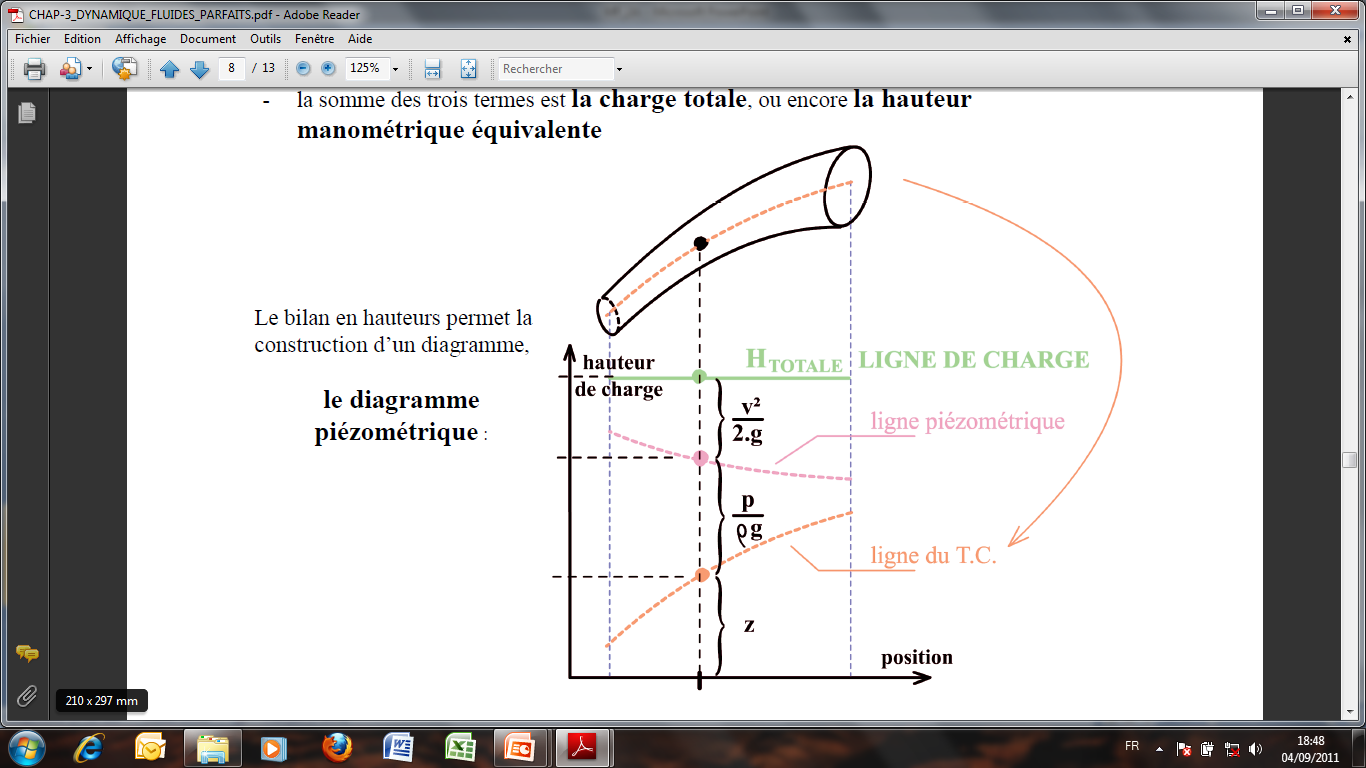 CHAP-3_DYNAMIQUE_FLUIDES_PARFAITS.pdf - Adobe Reader
Fichier Edition Affichage Document Outils Fenêtre Aide
8 / 13 125% Rechercher
- la somme des trois termes est la charge totale, ou encore la hauteur
manométrique équivalente
Le bilan en hauteurs permet la
construction d'un diagramme,
le diagramme
piézométrique :
hauteur
de charge
H TOTALE LIGNE DE CHARGE
v²
2.g
ligne piézométrique
p
ρg
ligne du T.C.
z
position
210 x 297 mm
FR
18:48
04/09/2011